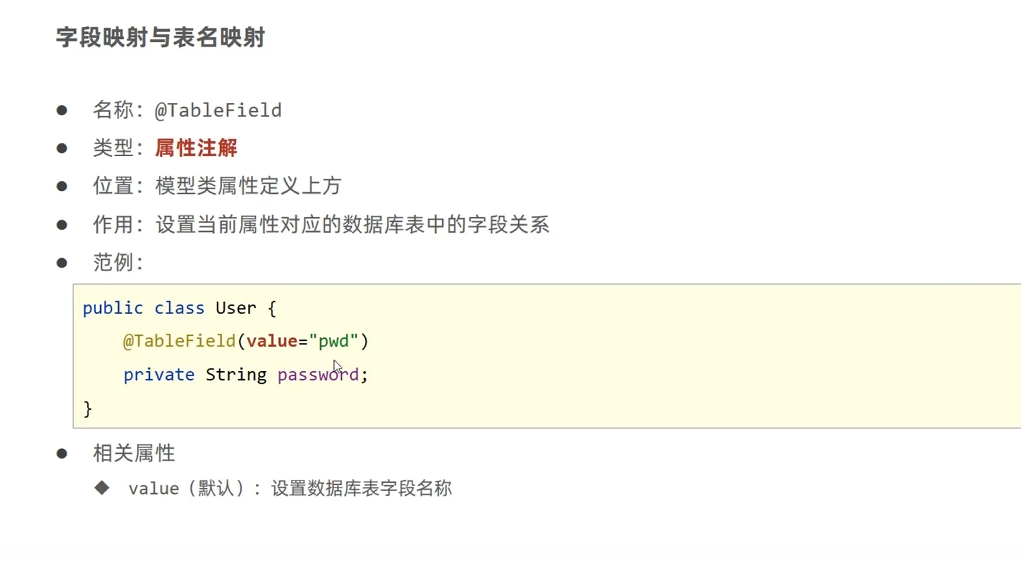 字段映射与表名映射
● 名称：@TableField
● 类型：属性注解
● 位置：模型类属性定义上方
● 作用：设置当前属性对应的数据库表中的字段关系
● 范例：
public class User {
    @TableField(value="pwd")
    private String password;
}
● 相关属性
◆ value（默认）：设置数据库表字段名称